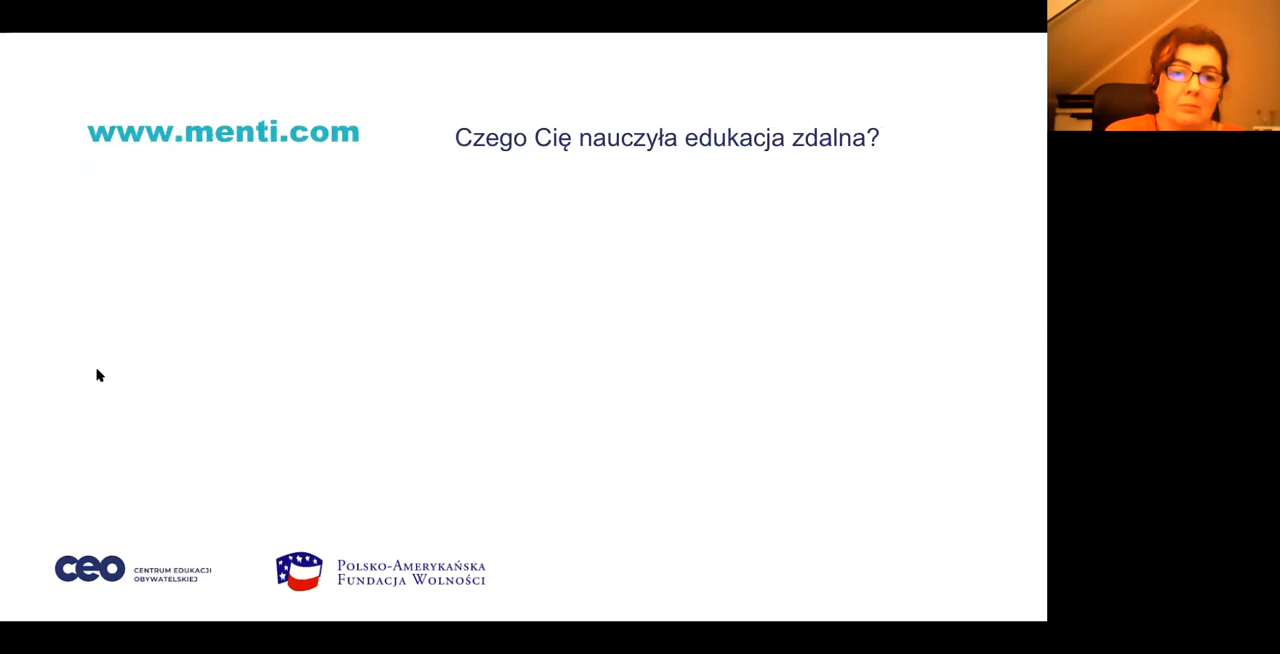 www.menti.com
Czego Cię nauczyła edukacja zdalna?
ceo
CENTRUM EDUKACJI
OBYWATELSKIEJ
POLSKO-AMERYKAŃSKA
FUNDACJA WOLNOŚCI